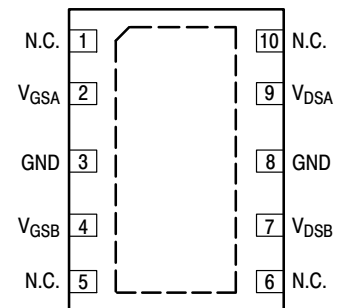 N.C. 1 10 N.C.
VGSA 2 9 VDSA
GND 3 8 GND
VGSB 4 7 VDSB
N.C. 5 6 N.C.